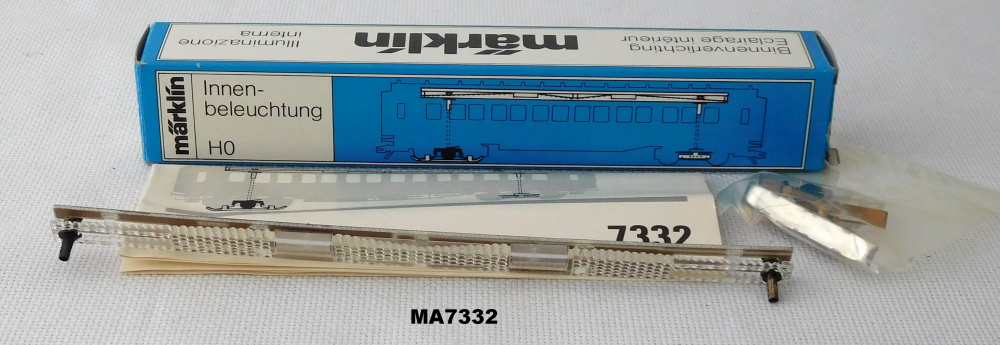 Illuminazione
interna
märklin
Binnenverlichting
Eclairage intérieur
märklin
Innen-
beleuchtung
H0
7332
MA7332